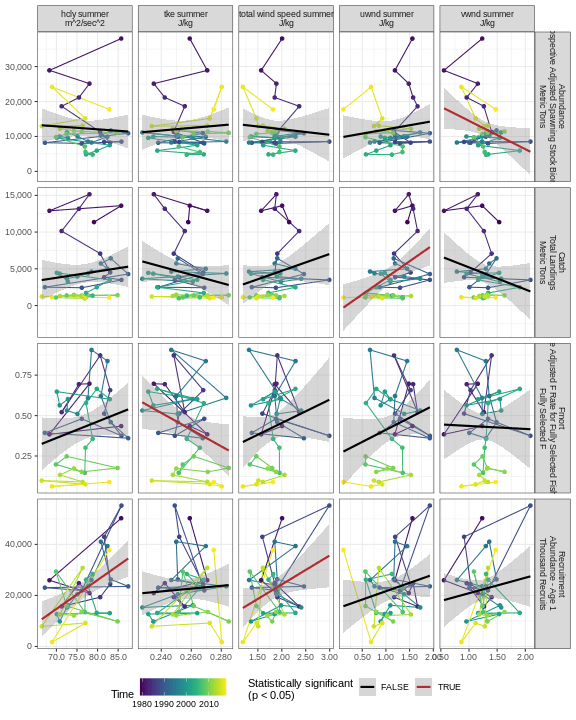 hdly summer
m^2/sec^2
tke summer
J/kg
total wind speed summer
J/kg
uwnd summer
J/kg
vwnd summer
J/kg
30,000
20,000
10,000
0
Abundance
Adjusted Spawning Stock
Metric Tons
15,000
10,000
5,000
0
Catch
Total Landings
Metric Tons
0.75
0.50
0.25
Fmort
Adjusted F Rate for Fully Selected
Fully Selected F
40,000
20,000
0
Recruitment
Abundance - Age 1
Thousand Recruits
70.0 75.0 80.0 85.0
0.240 0.260 0.280
1.50 2.00 2.50 3.00
0.50 1.00 1.50
1.00 1.50 2.00
Time
1980 1990 2000 2010
Statistically significant
(p < 0.05)
FALSE
TRUE